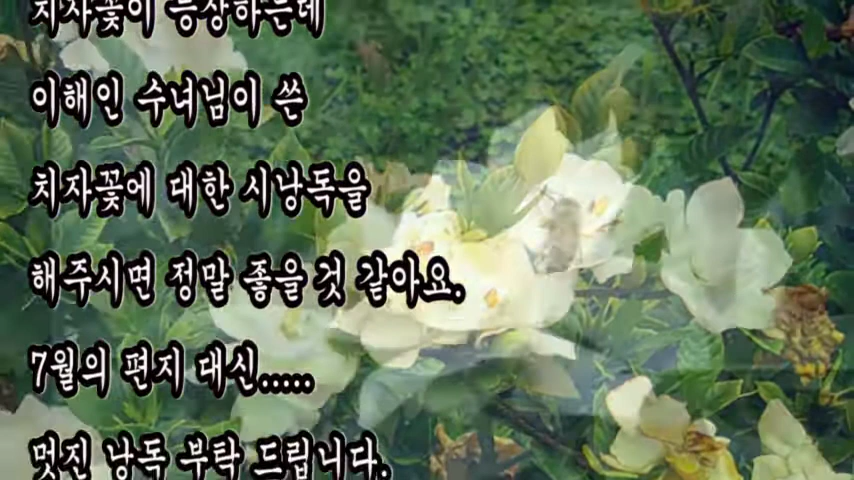 치자꽃이 등장하는데
이해인 수녀님이 쓴
치자꽃에 대한 시낭독을
해주시면 정말 좋을 것 같아요.
7월의 편지 대신.....
멋진 낭독 부락 드립니다.